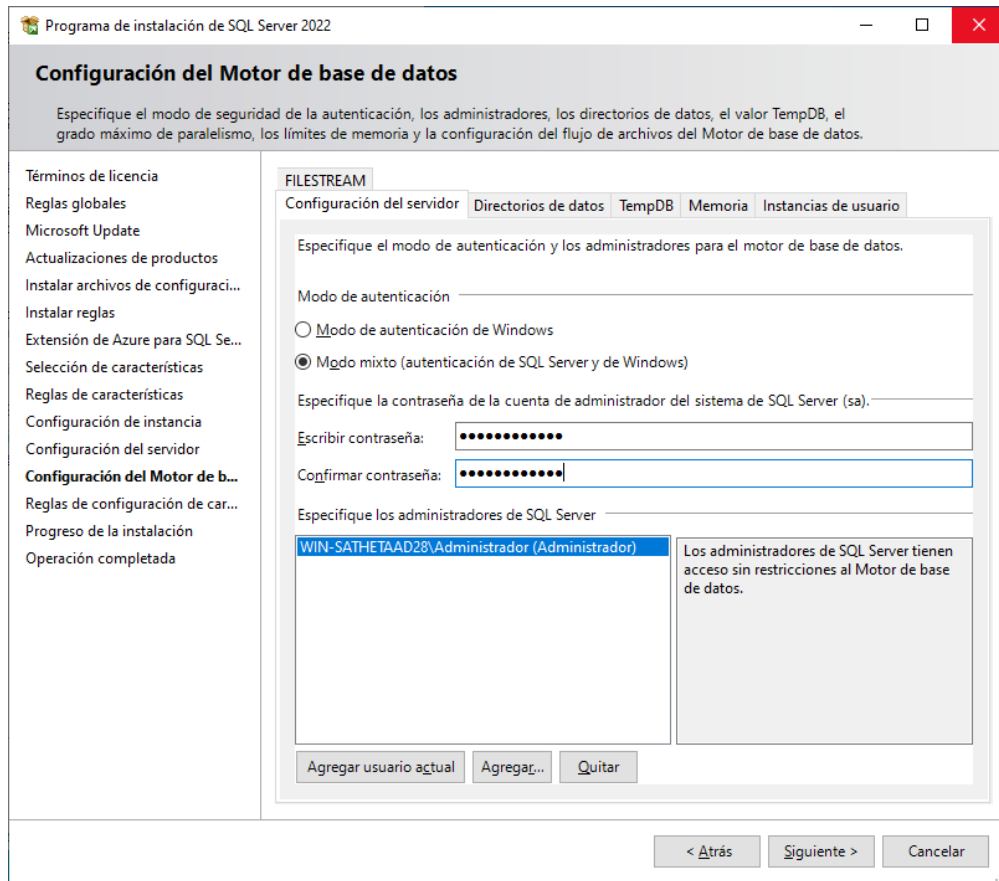 Programa de instalación de SQL Server 2022
Configuración del Motor de base de datos
Especifique el modo de seguridad de la autenticación, los administradores, los directorios de datos, el valor TempDB, el
grado máximo de paralelismo, los límites de memoria y la configuración del flujo de archivos del Motor de base de datos.
Términos de licencia
Reglas globales
Microsoft Update
Actualizaciones de productos
Instalar archivos de configuraci...
Instalar reglas
Extensión de Azure para SQL Se...
Selección de características
Reglas de características
Configuración de instancia
Configuración del servidor
Configuración del Motor de b...
Reglas de configuración de car...
Progreso de la instalación
Operación completada
FILESTREAM
Configuración del servidor
Directorios de datos
TempDB
Memoria
Instancias de usuario
Especifique el modo de autenticación y los administradores para el motor de base de datos.
Modo de autenticación
Modo de autenticación de Windows
Modo mixto (autenticación de SQL Server y de Windows)
Especifique la contraseña de la cuenta de administrador del sistema de SQL Server (sa).
Escribir contraseña: ●●●●●●●●●●●●
Confirmar contraseña: ●●●●●●●●●●●●
Especifique los administradores de SQL Server
WIN-SATHETAAD28\Administrador (Administrador)
Los administradores de SQL Server tienen
acceso sin restricciones al Motor de base
de datos.
Agregar usuario actual
Agregar...
Quitar
< Atrás
Siguiente >
Cancelar